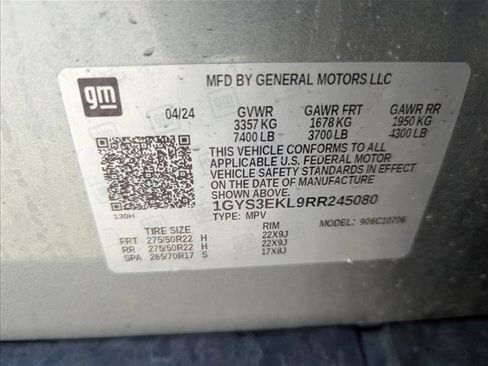 gm
MFD BY GENERAL MOTORS LLC
04/24 GVWR GAWR FRT GAWR RR
3357 KG 1678 KG 1950 KG
7400 LB 3700 LB 4300 LB
THIS VEHICLE CONFORMS TO ALL
APPLICABLE U.S. FEDERAL MOTOR
VEHICLE SAFETY STANDARDS IN EFFECT
ON THE DATE OF MANUFACTURE
SHOWN ABOVE.
1GYS3EKL9RR245080
130H TYPE: MPV MODEL: 906C10706
TIRE SIZE RIM
FRT 275/50R22 H 22X9J
RR 275/50R22 H 22X9J
SPA 265/70R17 S 17X8J